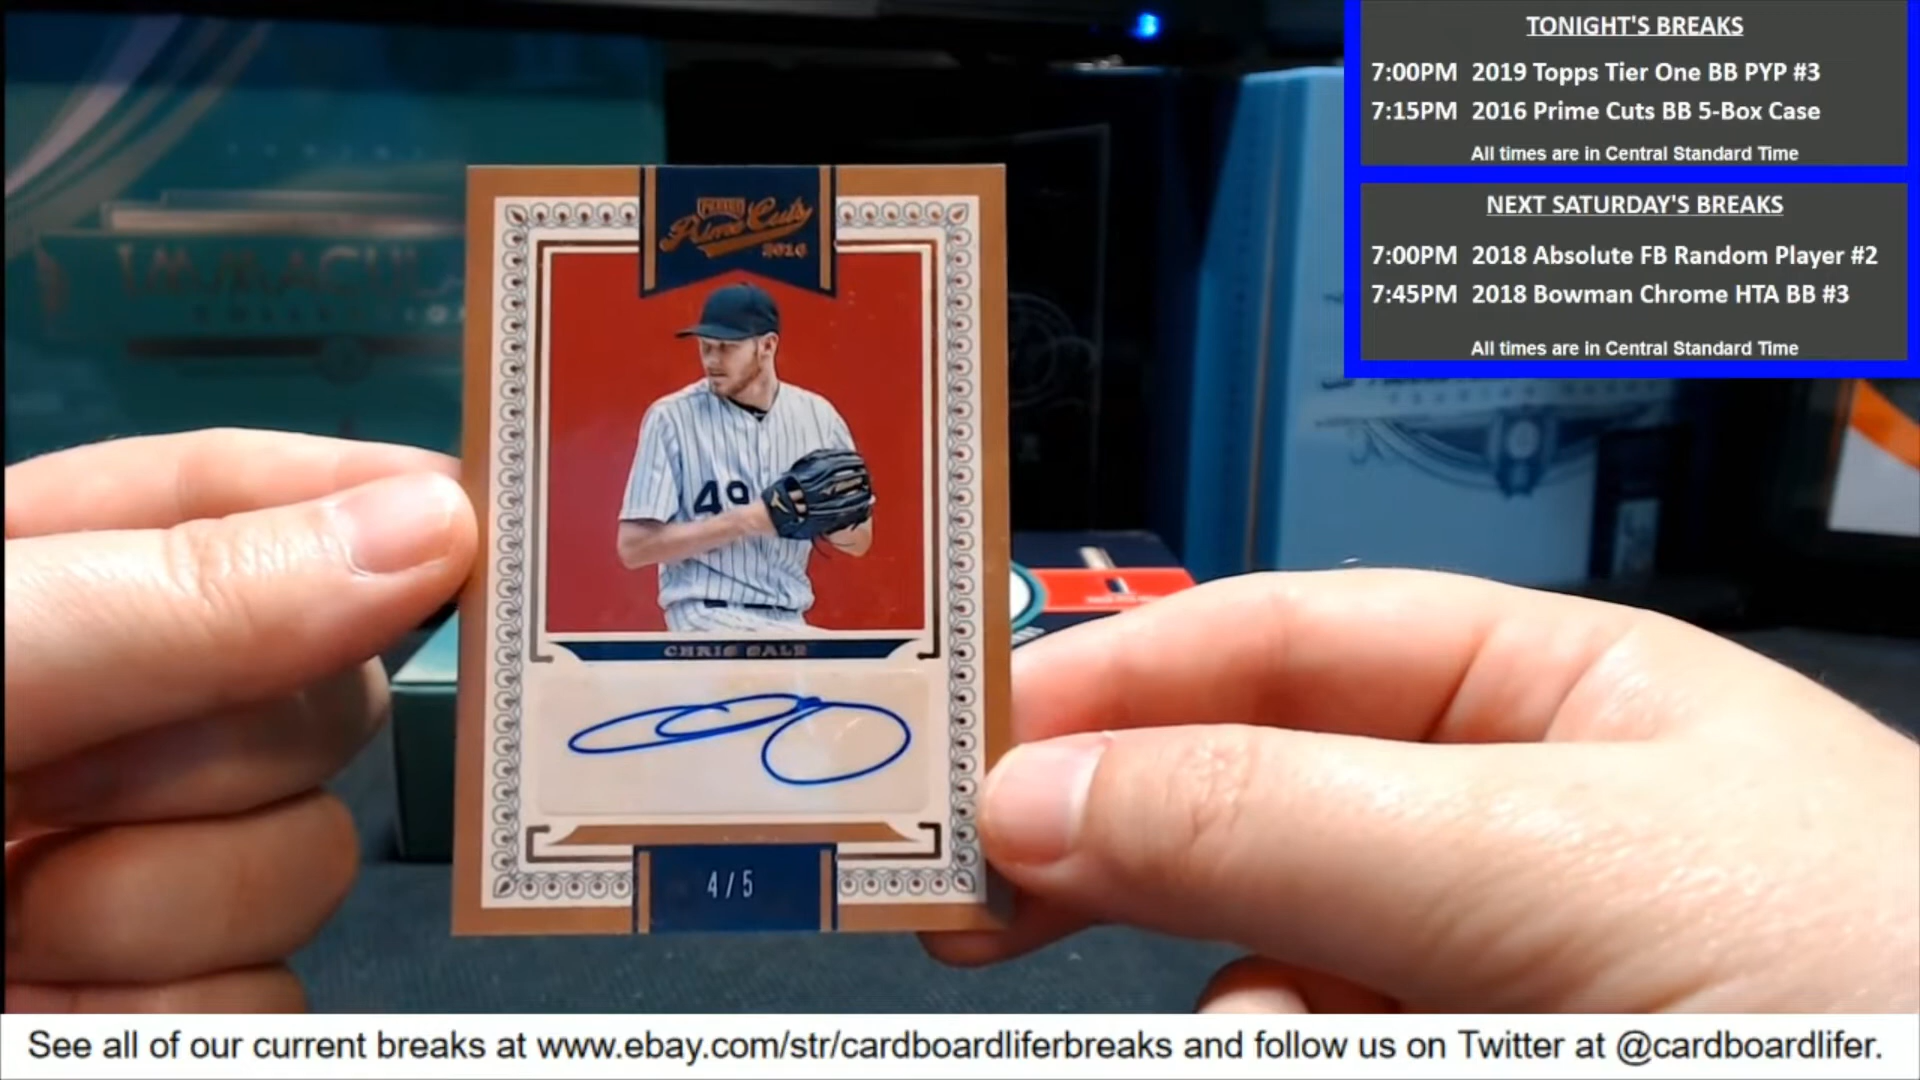 TONIGHT'S BREAKS
7:00PM 2019 Topps Tier One BB PYP #3
7:15PM 2016 Prime Cuts BB 5-Box Case
All times are in Central Standard Time
NEXT SATURDAY'S BREAKS
7:00PM 2018 Absolute FB Random Player #2
7:45PM 2018 Bowman Chrome HTA BB #3
All times are in Central Standard Time
PANINI
Prime Cuts
2016
IMMACUL
49
CHRIS SALE
4/5
See all of our current breaks at www.ebay.com/str/cardboardliferbreaks and follow us on Twitter at @cardboardlifer.